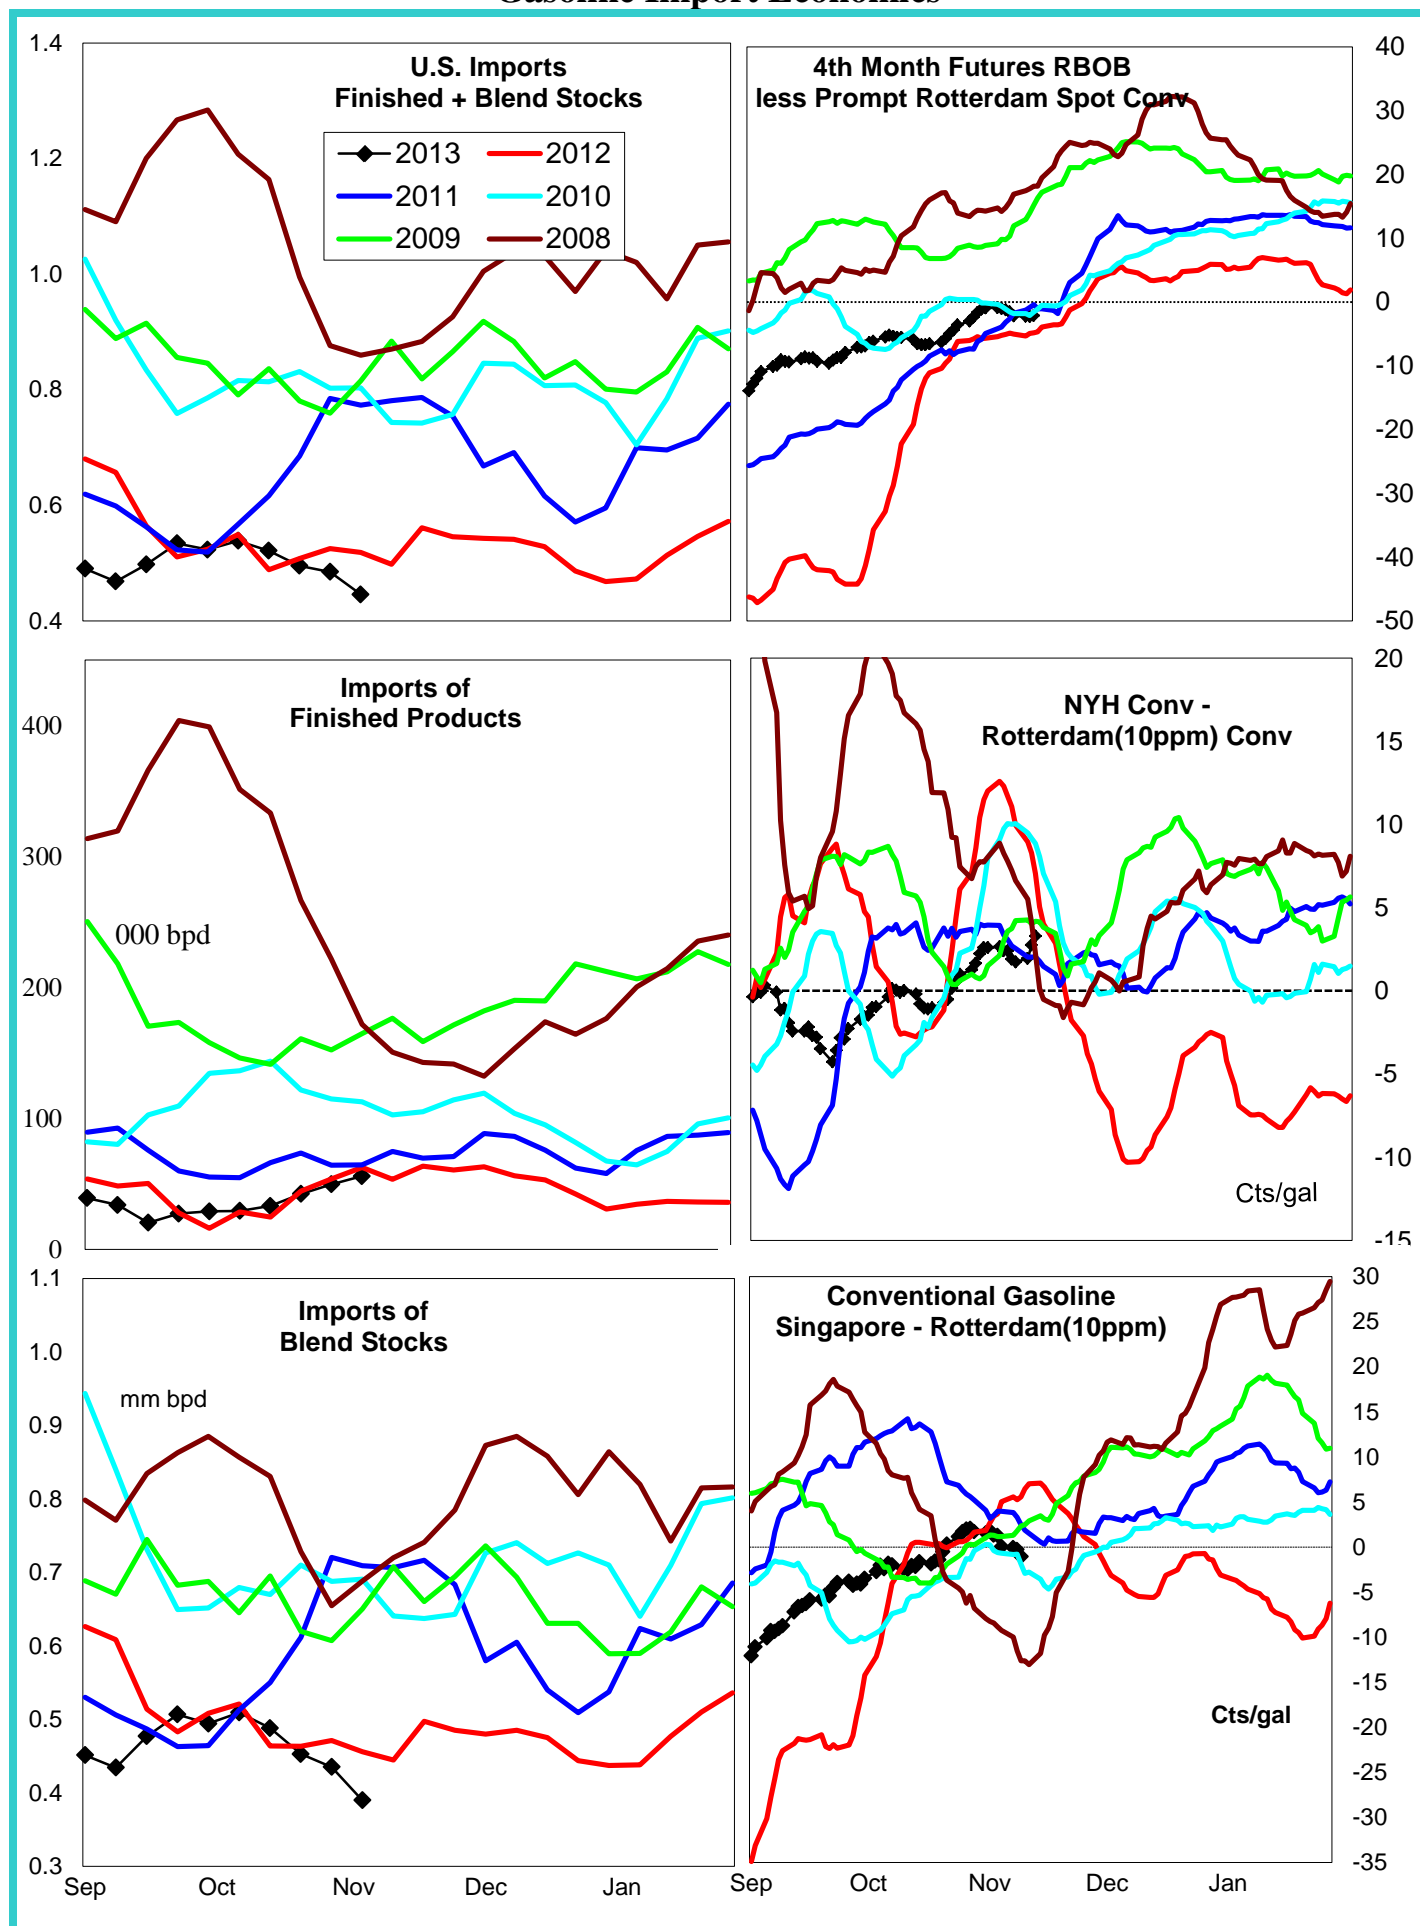 Gasoline Import Economics
1.4
1.2
1.0
0.8
0.6
0.4
U.S. Imports
Finished + Blend Stocks
2013
2012
2011
2010
2009
2008
4th Month Futures RBOB
less Prompt Rotterdam Spot Conv
40
30
20
10
0
-10
-20
-30
-40
-50
400
300
200
100
0
Imports of
Finished Products
000 bpd
NYH Conv -
Rotterdam(10ppm) Conv
20
15
10
5
0
-5
-10
-15
Cts/gal
1.1
1.0
0.9
0.8
0.7
0.6
0.5
0.4
0.3
Imports of
Blend Stocks
mm bpd
Sep
Oct
Nov
Dec
Jan
Conventional Gasoline
Singapore - Rotterdam(10ppm)
30
25
20
15
10
5
0
-5
-10
-15
-20
-25
-30
-35
Cts/gal
Sep
Oct
Nov
Dec
Jan